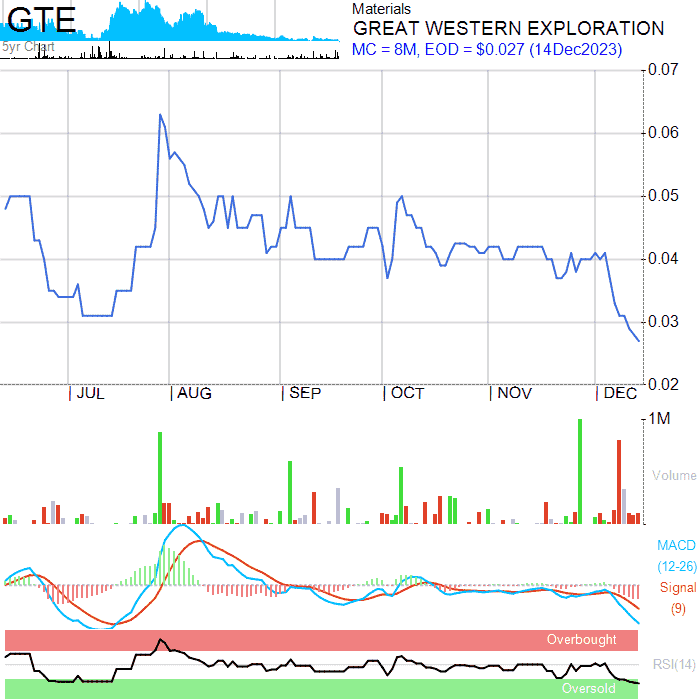 GTE
5yr Chart
Materials
GREAT WESTERN EXPLORATION
MC = 8M, EOD = $0.027 (14Dec2023)
0.07
0.06
0.05
0.04
0.03
0.02
JUL
AUG
SEP
OCT
NOV
DEC
1M
Volume
MACD
(12-26)
Signal
(9)
Overbought
RSI(14)
Oversold